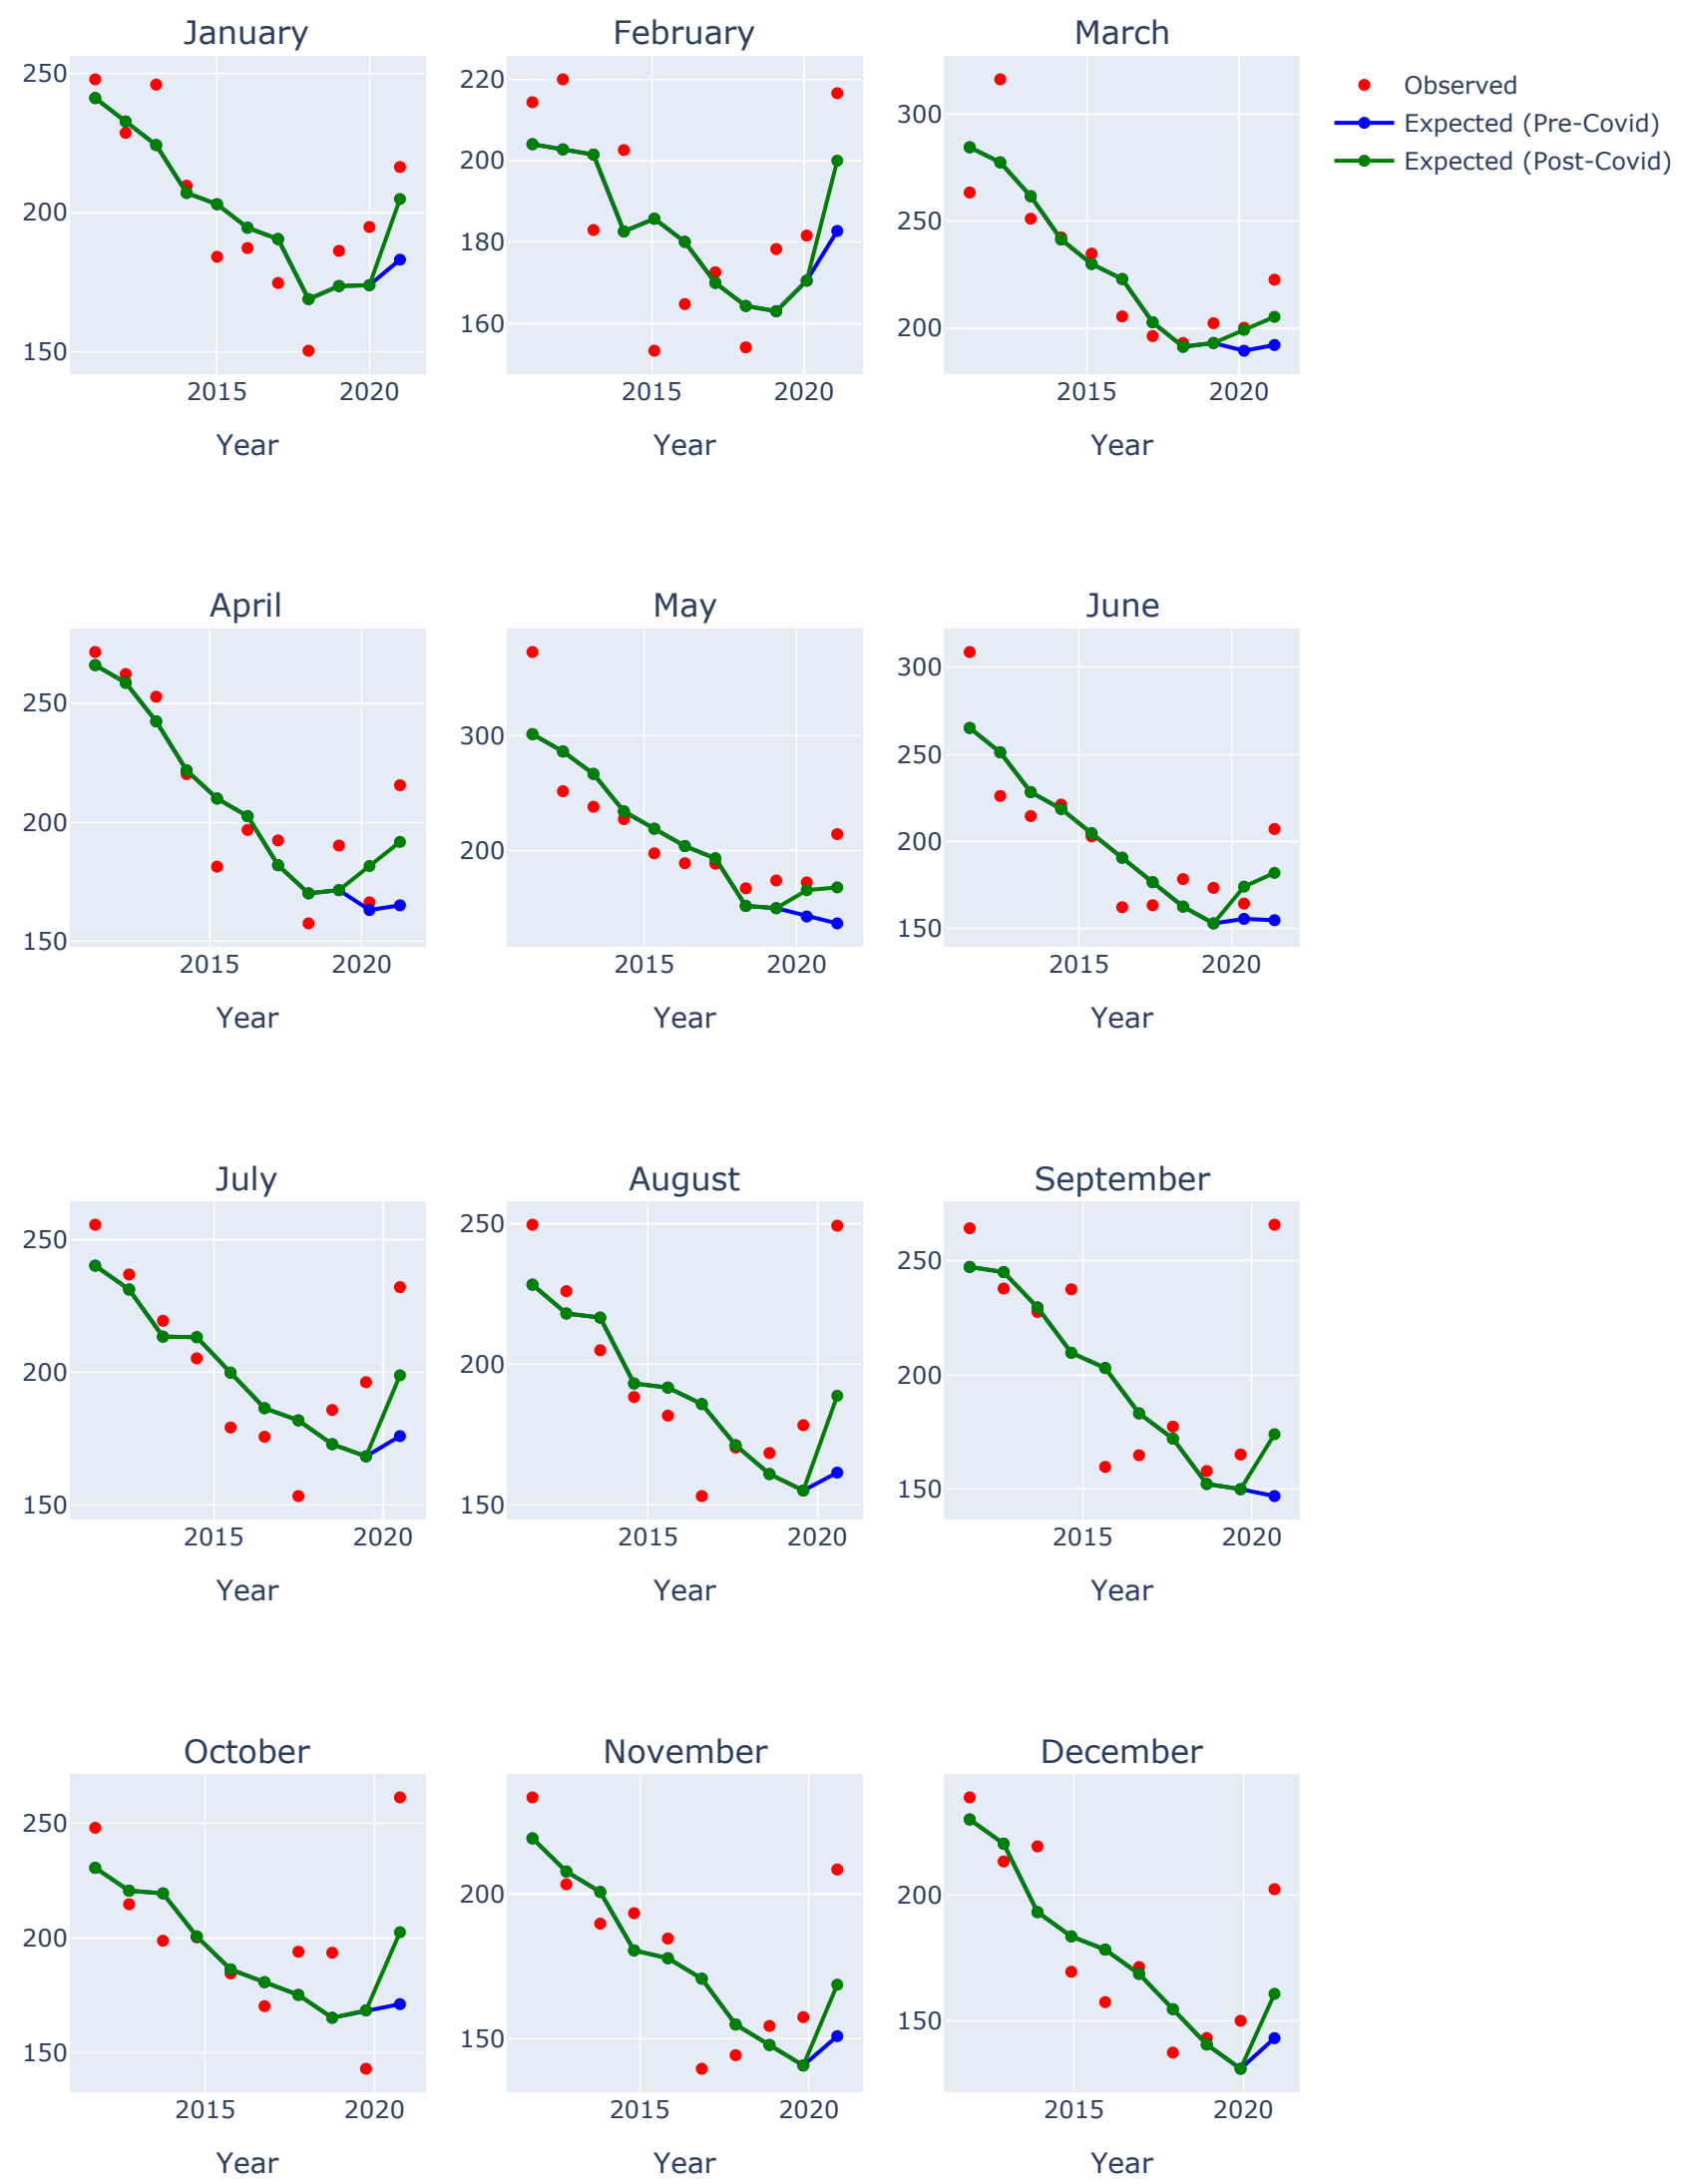 January
February
March
250
200
150
2015
2020
Year
220
200
180
160
2015
2020
Year
300
250
200
2015
2020
Year
Observed
Expected (Pre-Covid)
Expected (Post-Covid)
April
May
June
250
200
150
2015
2020
Year
300
200
2015
2020
Year
300
250
200
150
2015
2020
Year
July
August
September
250
200
150
2015
2020
Year
250
200
150
2015
2020
Year
250
200
150
2015
2020
Year
October
November
December
250
200
150
2015
2020
Year
200
150
2015
2020
Year
200
150
2015
2020
Year